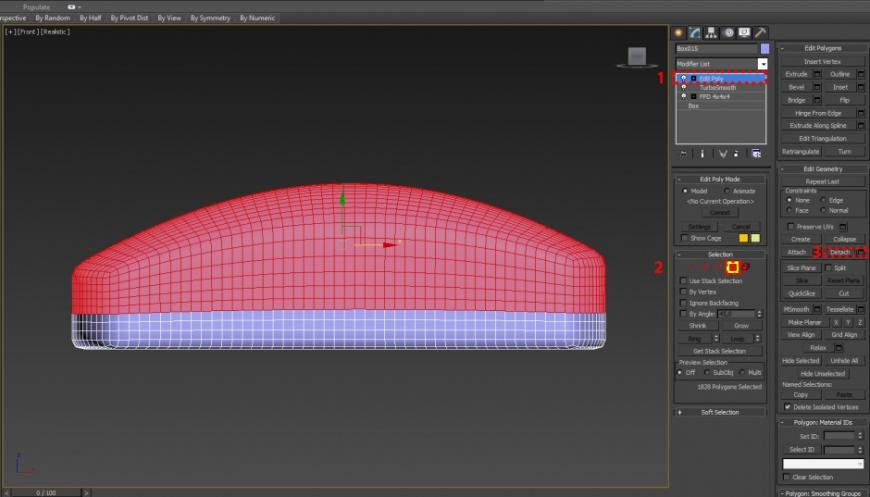 Populate
rspective By Random By Half By Pivot Dist By View By Symmetry By Numeric
[+] [Front] [Realistic]
Box015
Modifier List
1
Edit Poly
TurboSmooth
FFD 4x4x4
Box
- Edit Poly Mode
Model Animate
<No Current Operation>
Commit
Settings Cancel
Show Cage
- Selection
2
Use Stack Selection
By Vertex
Ignore Backfacing
By Angle:
Shrink Grow
Ring Loop
Get Stack Selection
Preview Selection
Off SubObj Multi
1828 Polygons Selected
+ Soft Selection
- Edit Polygons
Insert Vertex
Extrude Outline
Bevel Inset
Bridge Flip
Hinge From Edge
Extrude Along Spline
Edit Triangulation
Retriangulate Turn
- Edit Geometry
Repeat Last
Constraints
None Edge
Face Normal
Preserve UVs
Create Collapse
Attach 3 Detach
Slice Plane Split
Slice Reset Plane
QuickSlice Cut
MSmooth Tessellate
Make Planar X Y Z
View Align Grid Align
Relax
Hide Selected Unhide All
Hide Unselected
Named Selections:
Copy Paste
Delete Isolated Vertices
- Polygon: Material IDs
Set ID:
Select ID
Clear Selection
- Polygon: Smoothing Groups
< 0 / 100 >